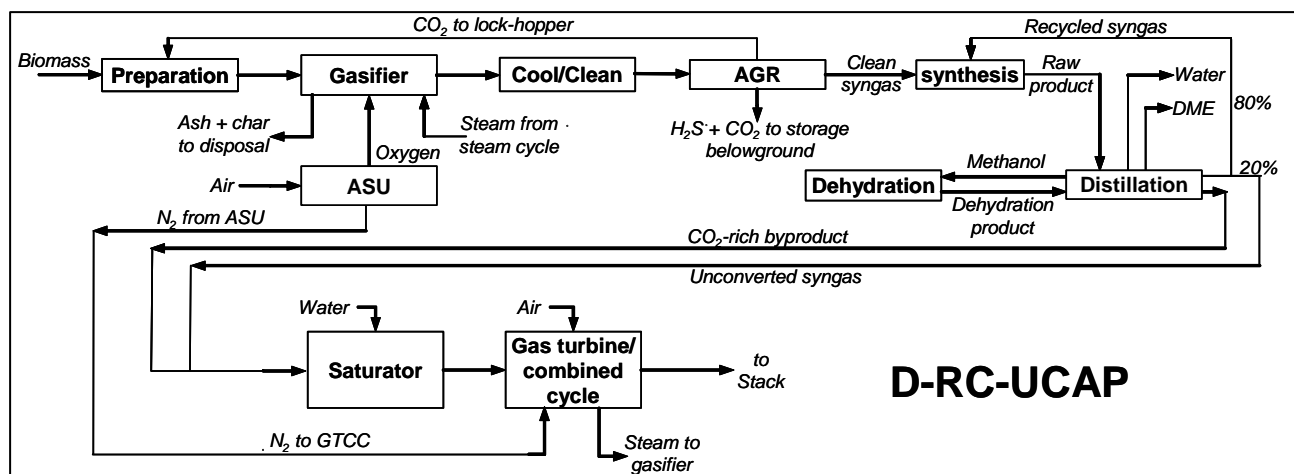 CO2 to lock-hopper
Recycled syngas
Biomass
Preparation
Gasifier
Cool/Clean
AGR
Clean
syngas
synthesis
Raw
product
Water
DME
80%
20%
Ash + char
to disposal
Oxygen
Steam from
steam cycle
H2S + CO2 to storage
belowground
Air
ASU
Methanol
Dehydration
Distillation
Dehydration
product
N2 from ASU
CO2-rich byproduct
Unconverted syngas
Water
Air
Saturator
Gas turbine/
combined
cycle
to
Stack
D-RC-UCAP
N2 to GTCC
Steam to
gasifier